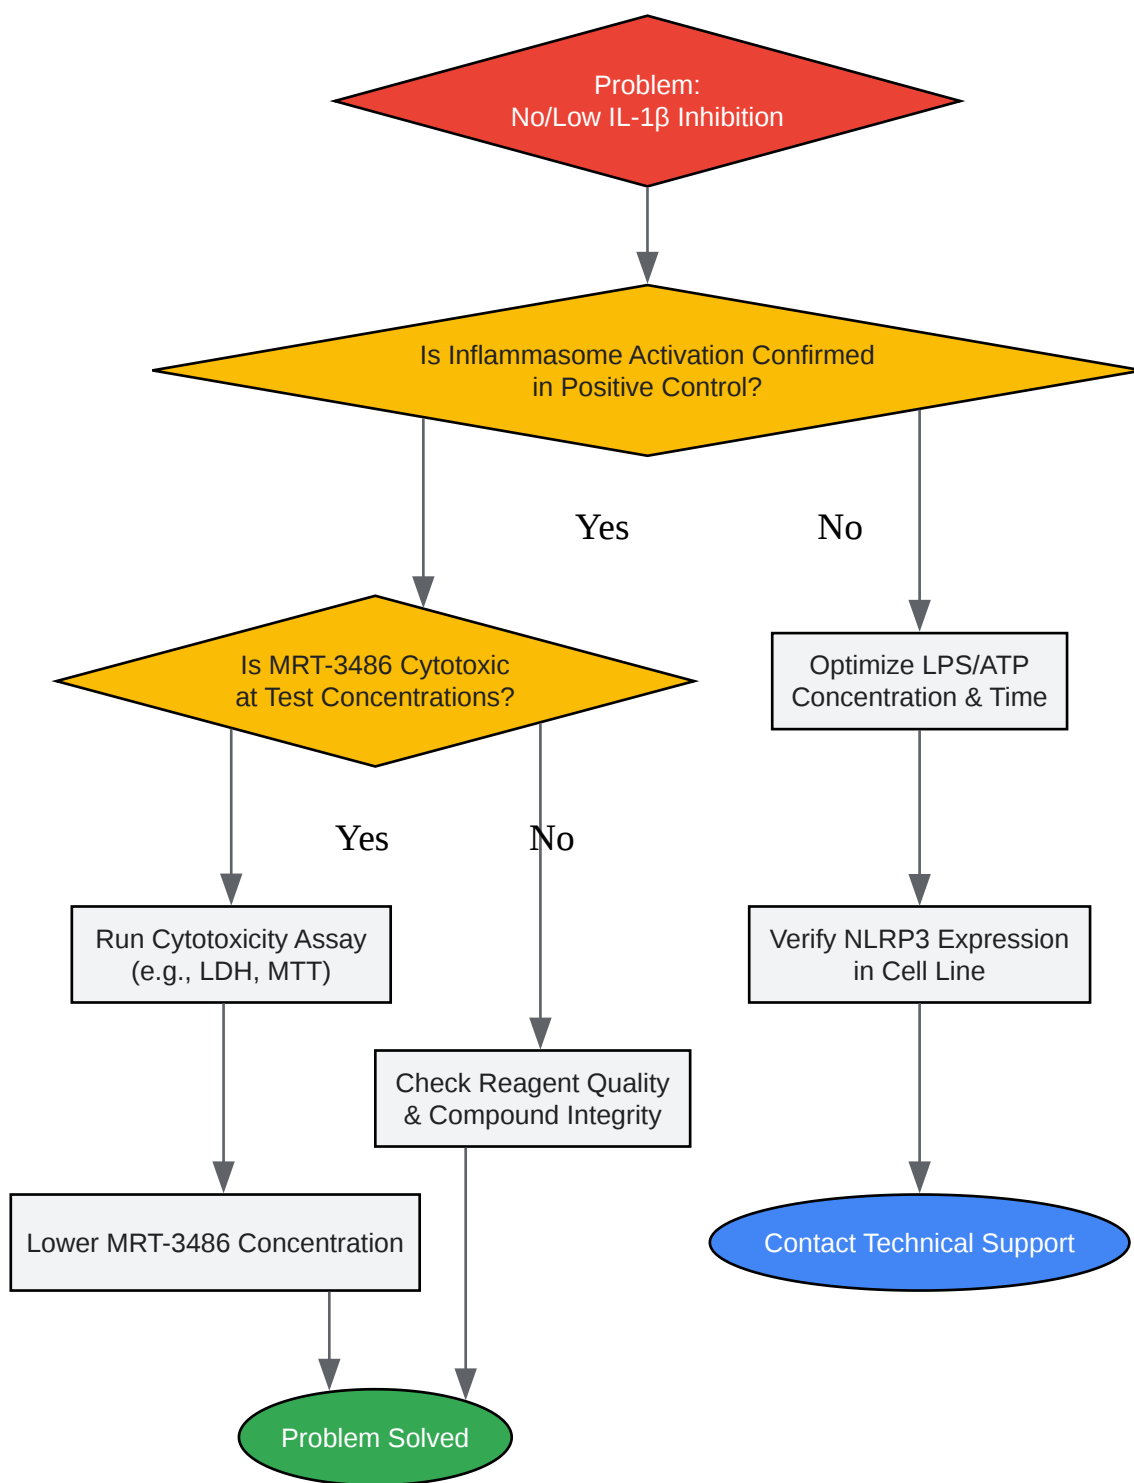 Problem:
No/Low IL-1β Inhibition
Is Inflammasome Activation Confirmed
in Positive Control?
Yes
No
Is MRT-3486 Cytotoxic
at Test Concentrations?
Optimize LPS/ATP
Concentration & Time
Yes
No
Run Cytotoxicity Assay
(e.g., LDH, MTT)
Verify NLRP3 Expression
in Cell Line
Check Reagent Quality
& Compound Integrity
Lower MRT-3486 Concentration
Contact Technical Support
Problem Solved